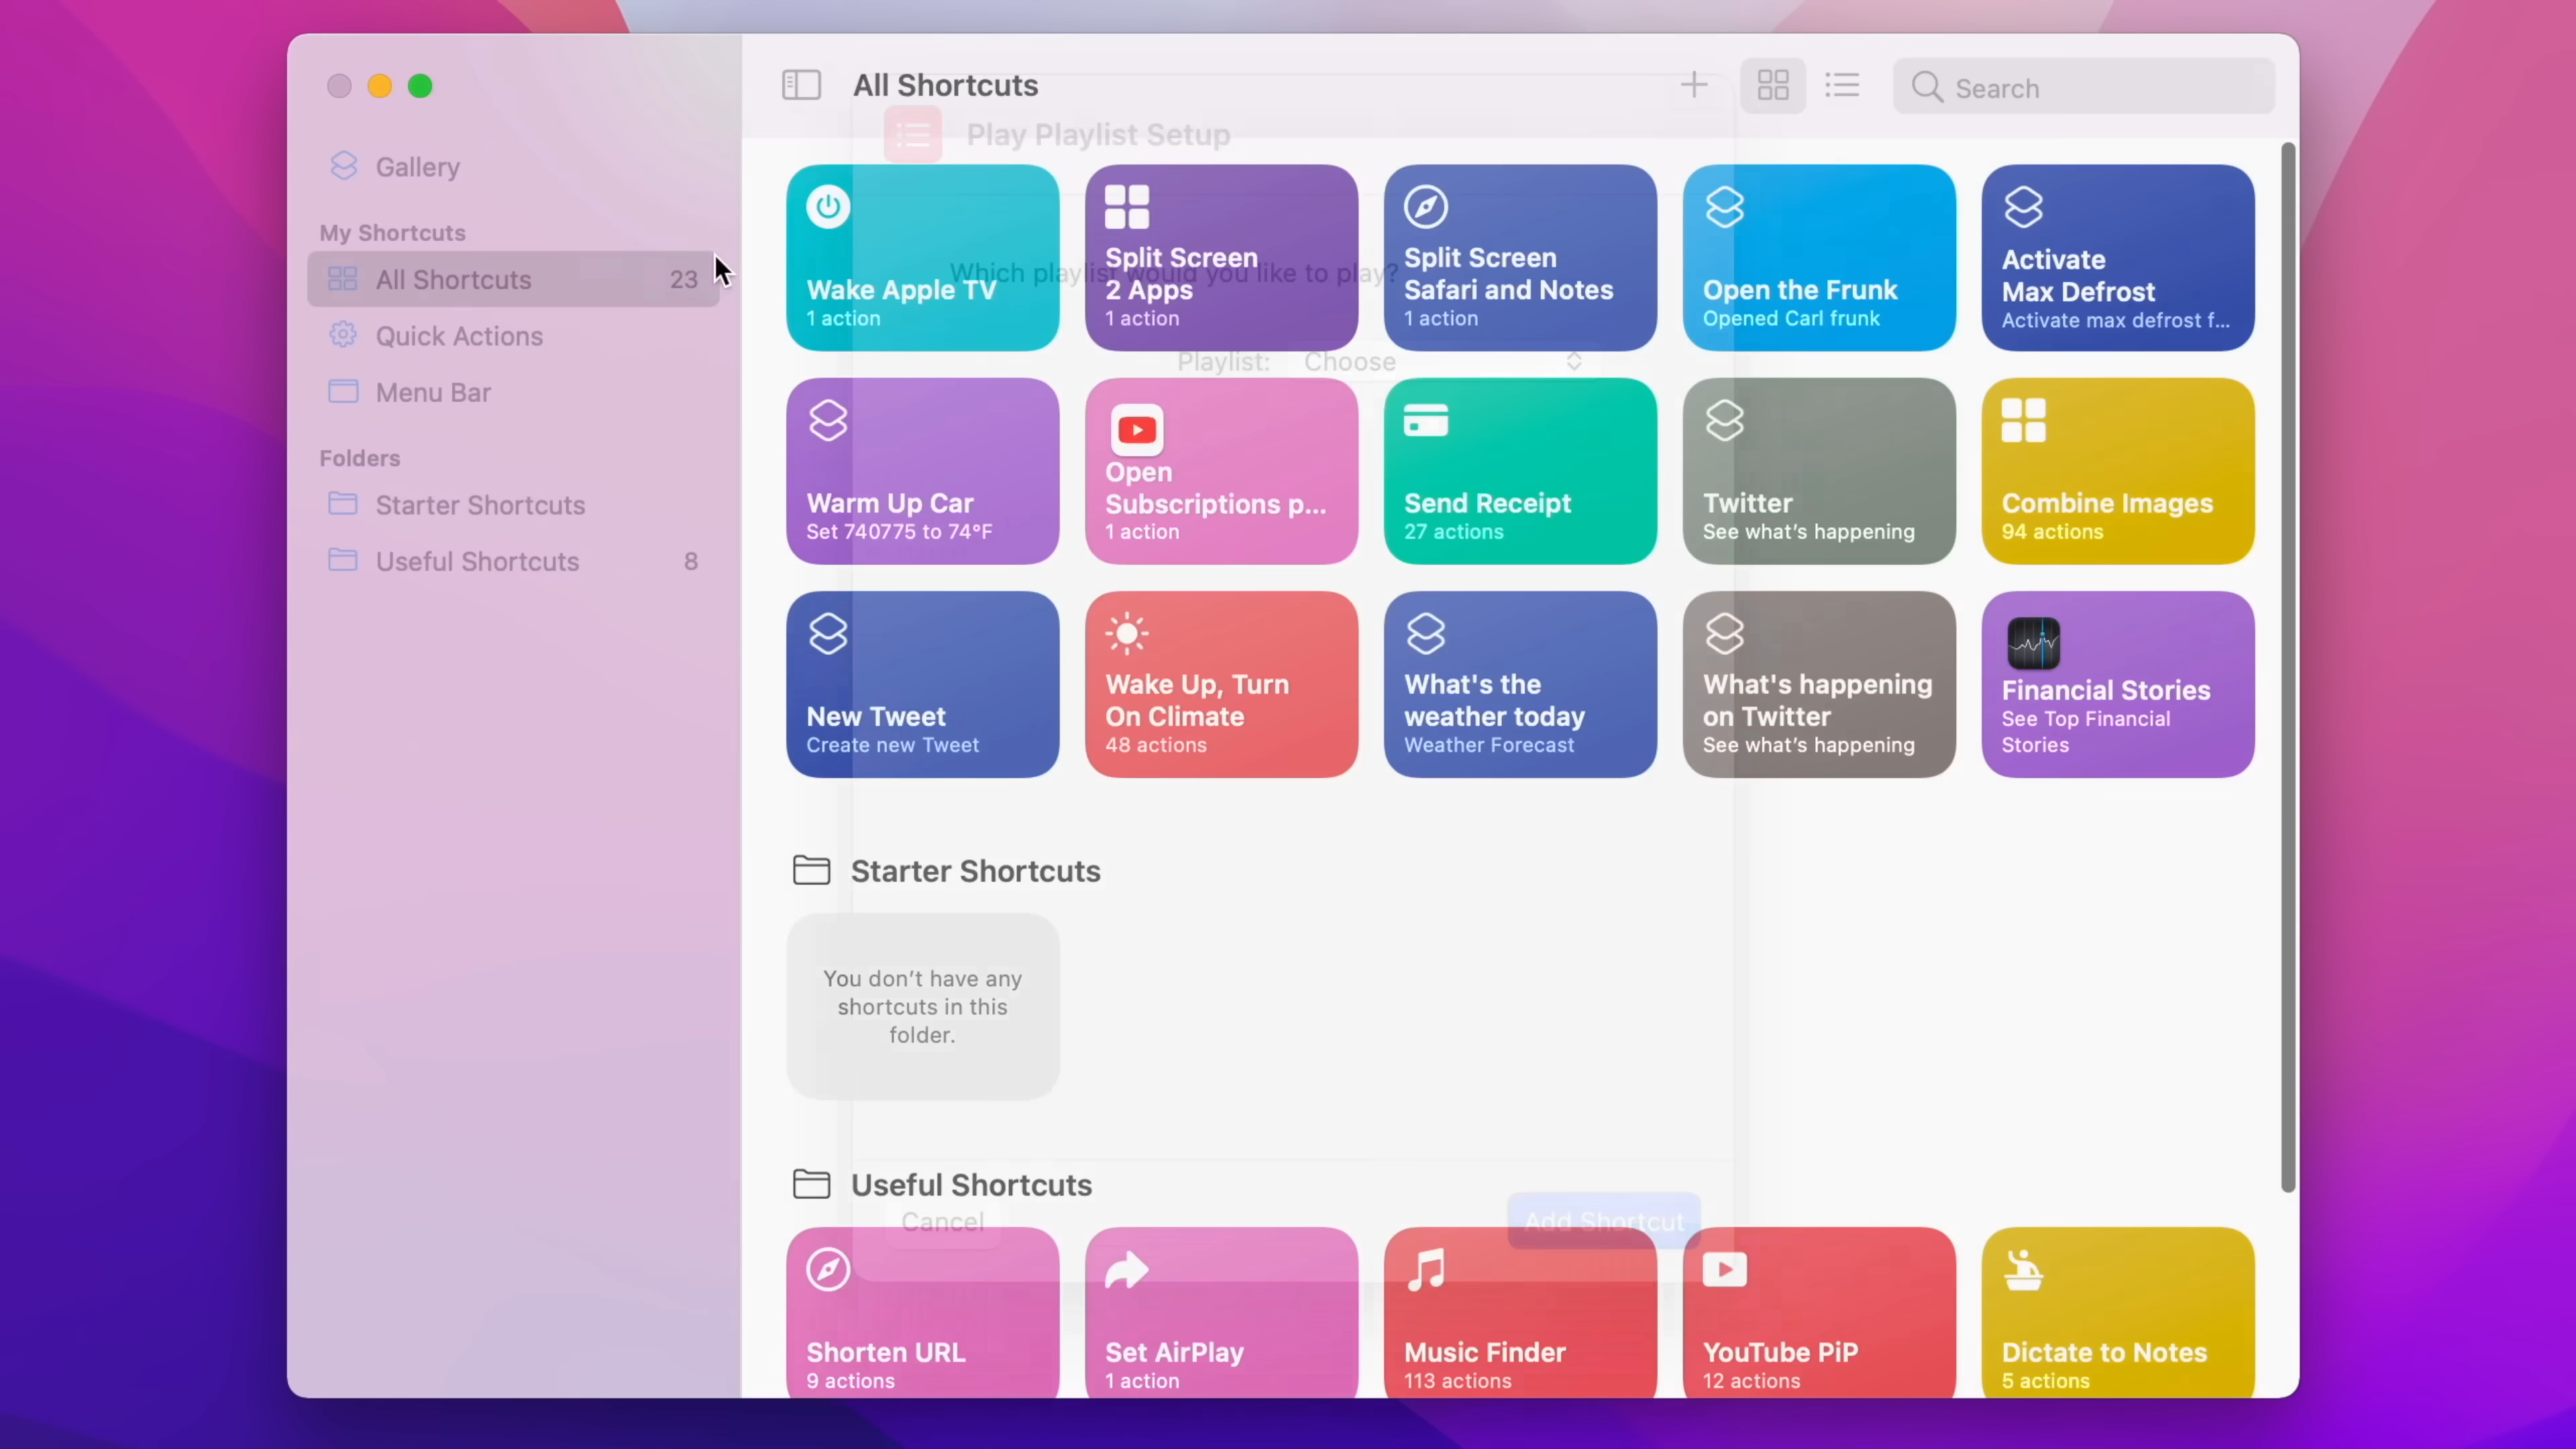 Gallery
My Shortcuts
All Shortcuts 23
Quick Actions
Menu Bar
Folders
Starter Shortcuts
Useful Shortcuts 8
All Shortcuts
Search
Play Playlist Setup
Which playlist would you like to play?
Playlist: Choose
Wake Apple TV
1 action
Split Screen
2 Apps
1 action
Split Screen
Safari and Notes
1 action
Open the Frunk
Opened Carl frunk
Activate
Max Defrost
Activate max defrost f...
Warm Up Car
Set 740775 to 74°F
Open
Subscriptions p...
1 action
Send Receipt
27 actions
Twitter
See what’s happening
Combine Images
94 actions
New Tweet
Create new Tweet
Wake Up, Turn
On Climate
48 actions
What's the
weather today
Weather Forecast
What's happening
on Twitter
See what’s happening
Financial Stories
See Top Financial
Stories
Starter Shortcuts
You don’t have any
shortcuts in this
folder.
Useful Shortcuts
Cancel
Add Shortcut
Shorten URL
9 actions
Set AirPlay
1 action
Music Finder
113 actions
YouTube PiP
12 actions
Dictate to Notes
5 actions